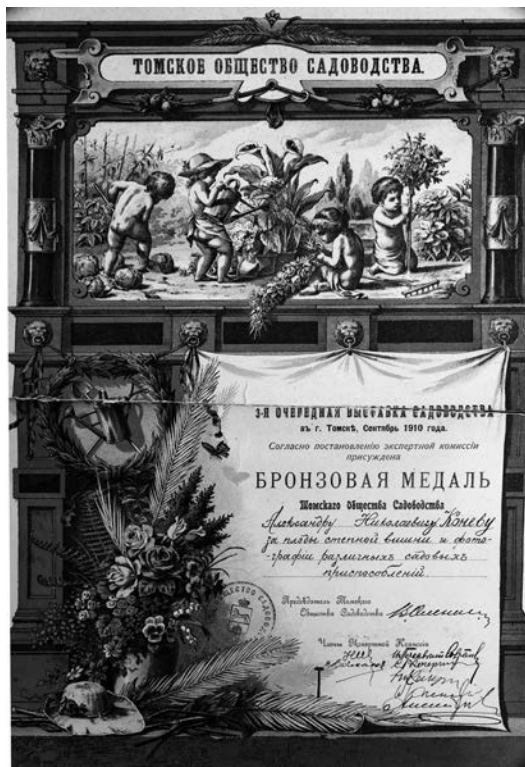 ТОМСКОЕ ОБЩЕСТВО САДОВОДСТВА.
3-Я ОЧЕРЕДНАЯ ВЫСТАВКА САДОВОДСТВА
въ г. Томскѣ, Сентябрь 1910 года.
Согласно постановленію экспертной комиссіи
присуждена
БРОНЗОВАЯ МЕДАЛЬ
Томскаго Общества Садоводства
Александру Николаевичу Коневу
за плоды степной вишни и фото-
графіи различныхъ садовыхъ
приспособленій.
Предсѣдатель Томскаго
Общества Садоводства
Члены Экспертной Комиссіи